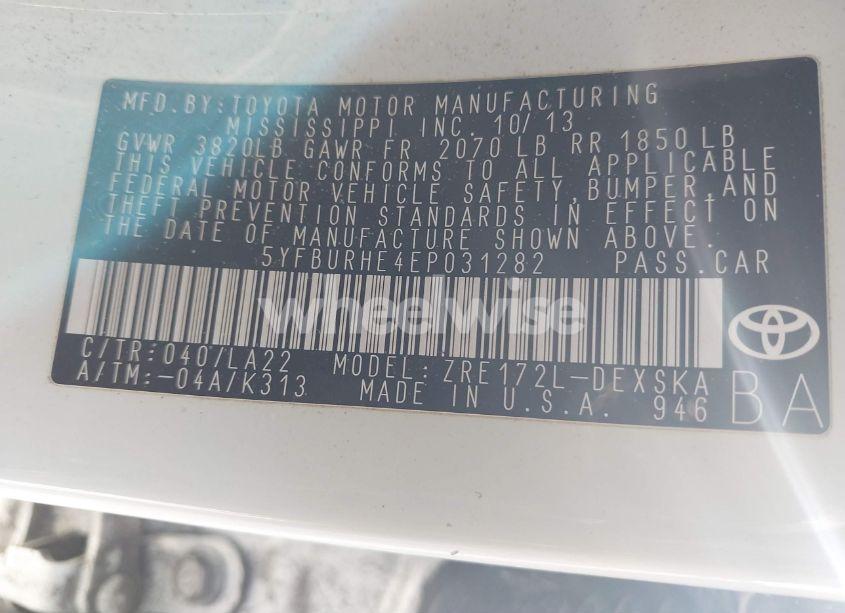 MFD.BY:TOYOTA MOTOR MANUFACTURING
MISSISSIPPI INC. 10/13
GVWR 3820LB GAWR FR 2070 LB RR 1850 LB
THIS VEHICLE CONFORMS TO ALL APPLICABLE
FEDERAL MOTOR VEHICLE SAFETY,BUMPER,AND
THEFT PREVENTION STANDARDS IN EFFECT ON
THE DATE OF MANUFACTURE SHOWN ABOVE.
5YFBURHE4EP031282 PASS.CAR
wheelwise
C/TR:040/LA22 MODEL: ZRE172L-DEXSKA
A/TM:-04A/K313 MADE IN U.S.A. 946 BA